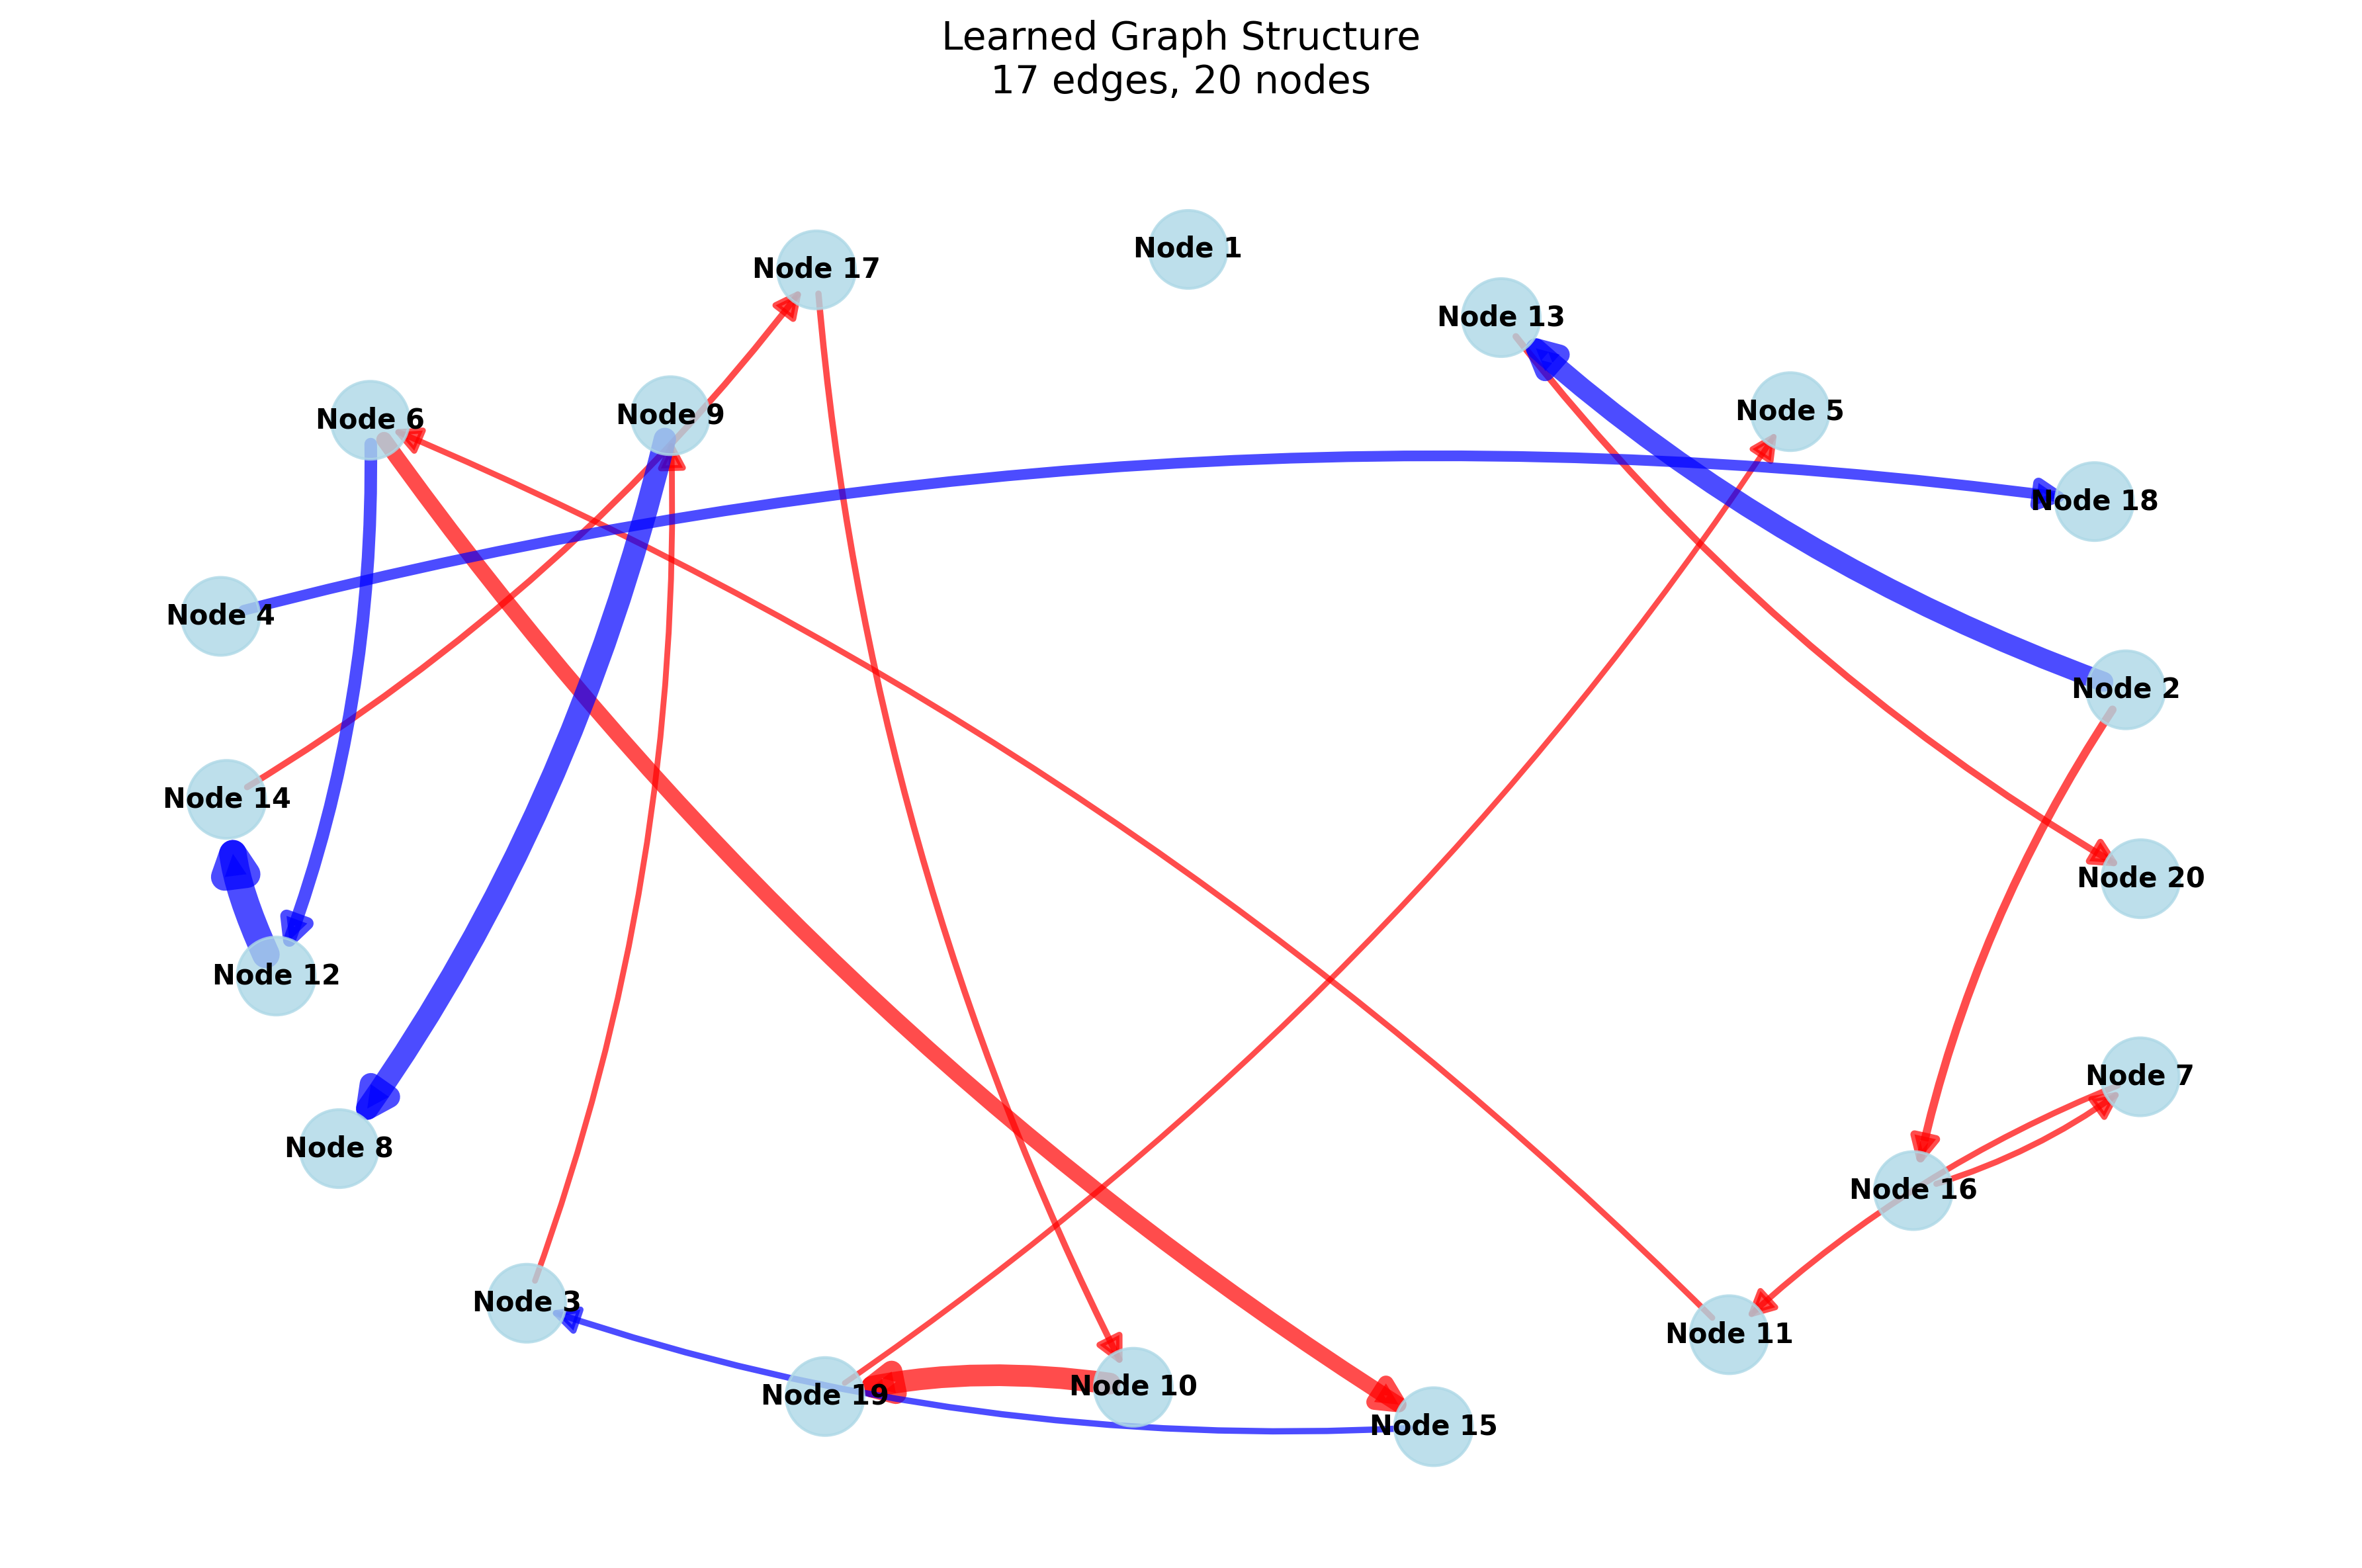 Learned Graph Structure
17 edges, 20 nodes
Node 1
Node 17
Node 13
Node 5
Node 9
Node 6
Node 18
Node 4
Node 2
Node 14
Node 20
Node 12
Node 7
Node 8
Node 16
Node 3
Node 11
Node 10
Node 19
Node 15